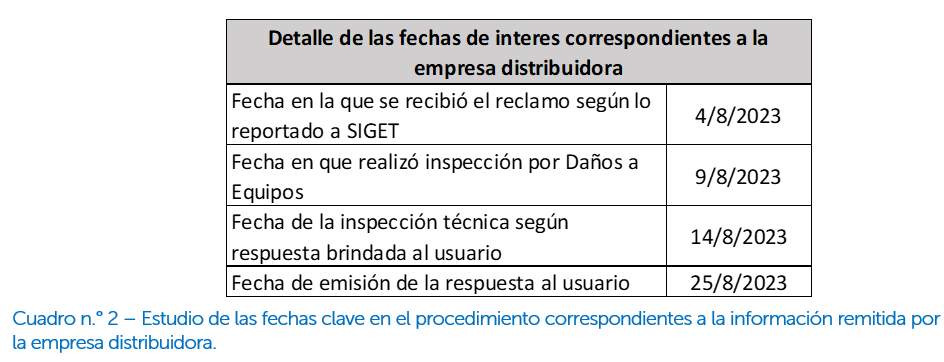 Detalle de las fechas de interes correspondientes a la
empresa distribuidora
Fecha en la que se recibió el reclamo según lo
reportado a SIGET
4/8/2023
Fecha en que realizó inspección por Daños a
Equipos
9/8/2023
Fecha de la inspección técnica según
respuesta brindada al usuario
14/8/2023
Fecha de emisión de la respuesta al usuario
25/8/2023
Cuadro n.° 2 – Estudio de las fechas clave en el procedimiento correspondientes a la información remitida por
la empresa distribuidora.